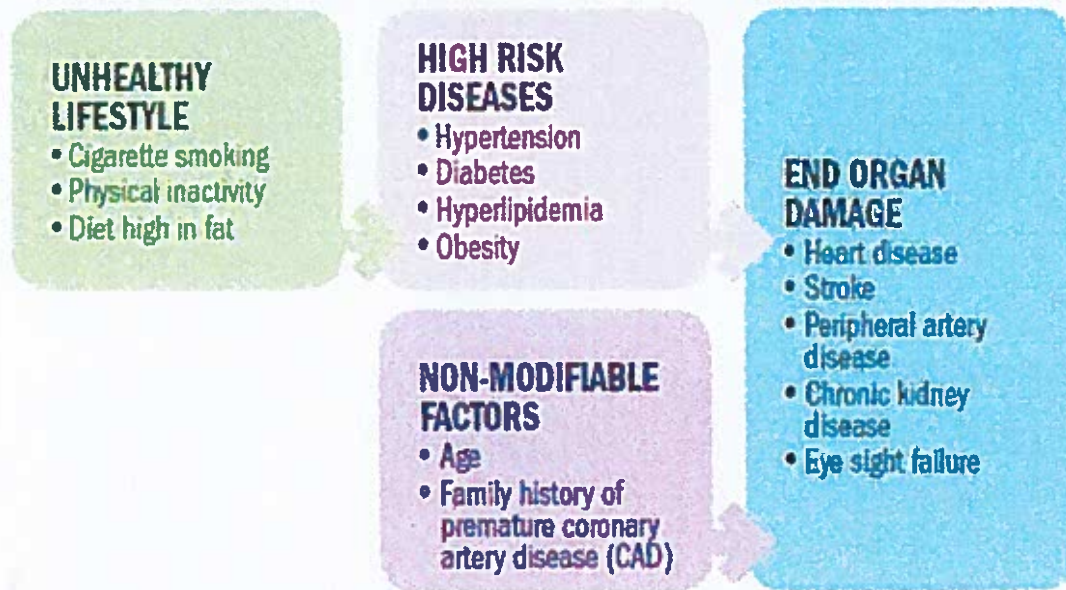 UNHEALTHY
LIFESTYLE
• Cigarette smoking
• Physical inactivity
• Diet high in fat
HIGH RISK
DISEASES
• Hypertension
• Diabetes
• Hyperlipidemia
• Obesity
NON-MODIFIABLE
FACTORS
• Age
• Family history of
premature coronary
artery disease (CAD)
END ORGAN
DAMAGE
• Heart disease
• Stroke
• Peripheral artery
disease
• Chronic kidney
disease
• Eye sight failure